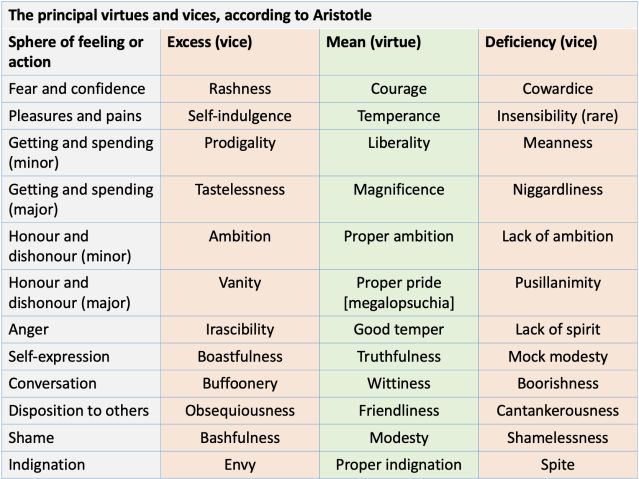 The principal virtues and vices, according to Aristotle
Sphere of feeling or action Excess (vice) Mean (virtue) Deficiency (vice)
Fear and confidence Rashness Courage Cowardice
Pleasures and pains Self-indulgence Temperance Insensibility (rare)
Getting and spending (minor) Prodigality Liberality Meanness
Getting and spending (major) Tastelessness Magnificence Niggardliness
Honour and dishonour (minor) Ambition Proper ambition Lack of ambition
Honour and dishonour (major) Vanity Proper pride [megalopsuchia] Pusillanimity
Anger Irascibility Good temper Lack of spirit
Self-expression Boastfulness Truthfulness Mock modesty
Conversation Buffoonery Wittiness Boorishness
Disposition to others Obsequiousness Friendliness Cantankerousness
Shame Bashfulness Modesty Shamelessness
Indignation Envy Proper indignation Spite